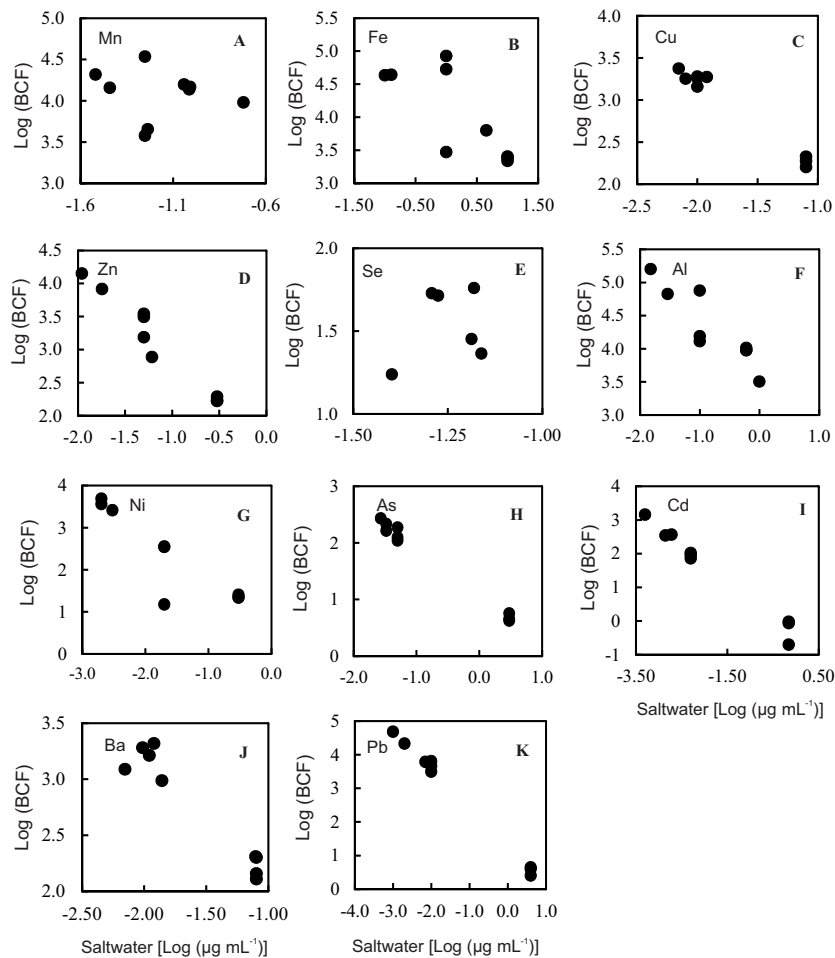 Mn
A
Log (BCF)
5.0
4.5
4.0
3.5
3.0
-1.6
-1.1
-0.6
Fe
B
Log (BCF)
5.5
5.0
4.5
4.0
3.5
3.0
-1.50
-0.50
0.50
1.50
Cu
C
Log (BCF)
4.0
3.5
3.0
2.5
2.0
-2.5
-2.0
-1.5
-1.0
Zn
D
Log (BCF)
4.5
4.0
3.5
3.0
2.5
2.0
-2.0
-1.5
-1.0
-0.5
0.0
Se
E
Log (BCF)
2.0
1.8
1.5
1.3
1.0
-1.50
-1.25
-1.00
Al
F
Log (BCF)
5.5
5.0
4.5
4.0
3.5
3.0
-2.0
-1.0
0.0
1.0
Ni
G
Log (BCF)
4
3
2
1
0
-3.0
-2.0
-1.0
0.0
As
H
Log (BCF)
3
2
1
0
-2.0
-1.0
0.0
1.0
Cd
I
Log (BCF)
4
3
2
1
0
-1
-3.50
-1.50
0.50
Saltwater [Log (µg mL⁻¹)]
Ba
J
Log (BCF)
3.5
3.0
2.5
2.0
-2.50
-2.00
-1.50
-1.00
Saltwater [Log (µg mL⁻¹)]
Pb
K
Log (BCF)
5
4
3
2
1
0
-4.0
-3.0
-2.0
-1.0
0.0
1.0
Saltwater [Log (µg mL⁻¹)]